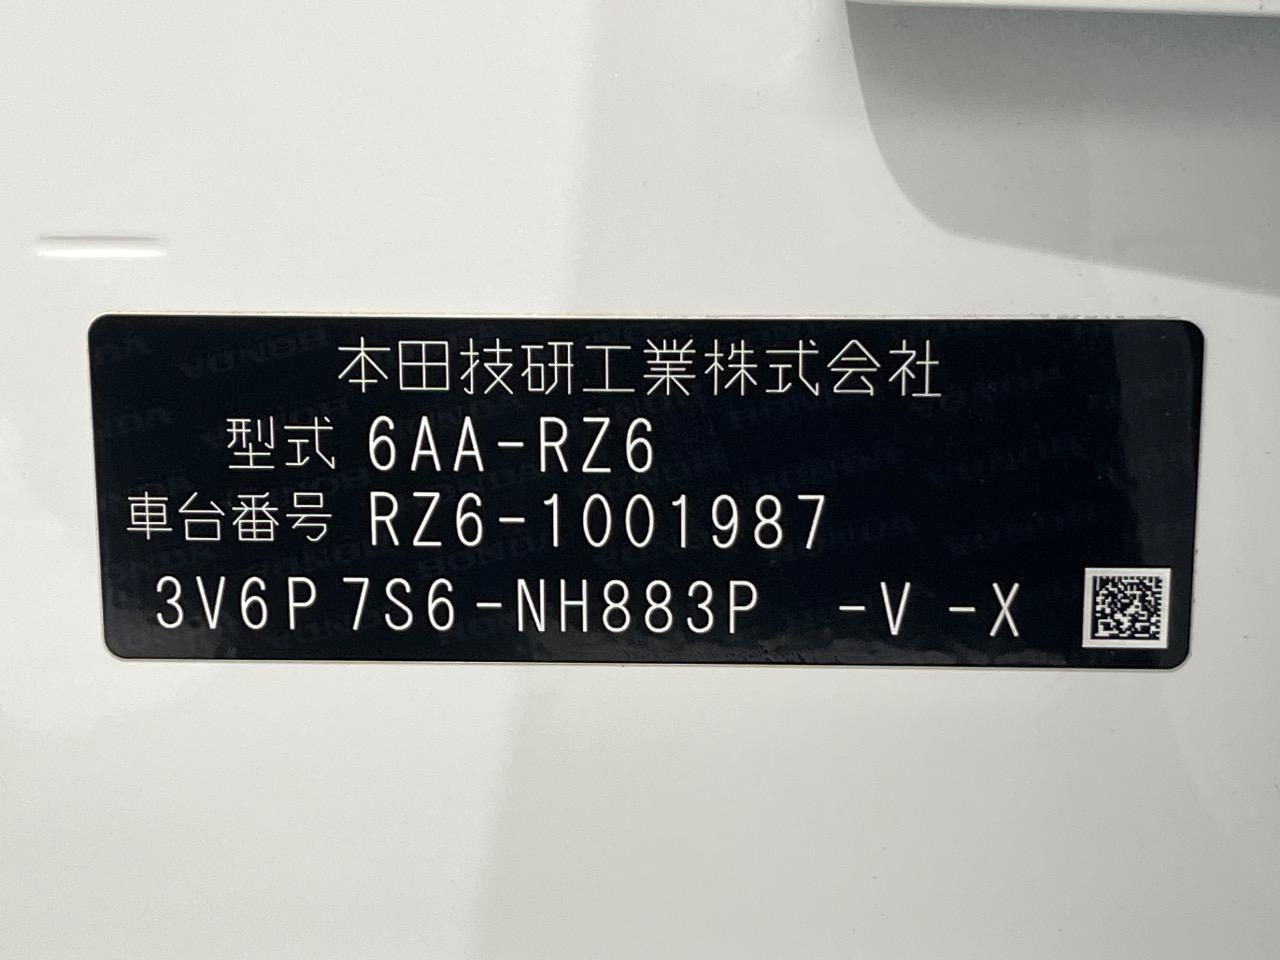 本田技研工業株式会社
型式 6AA-RZ6
車台番号 RZ6-1001987
3V6P7S6-NH883P -V -X